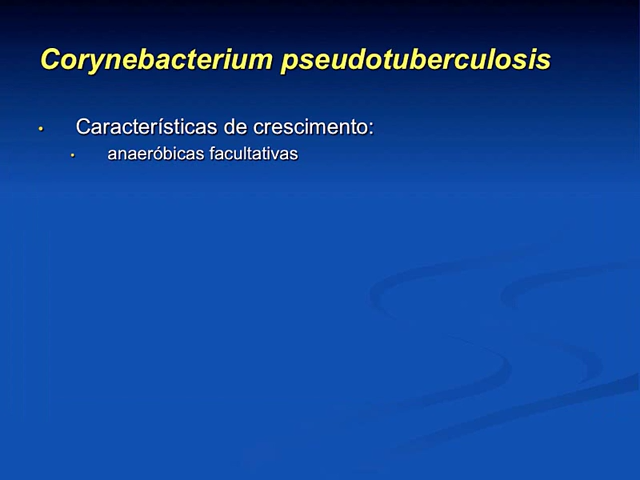 Corynebacterium pseudotuberculosis
• Características de crescimento:
• anaeróbicas facultativas